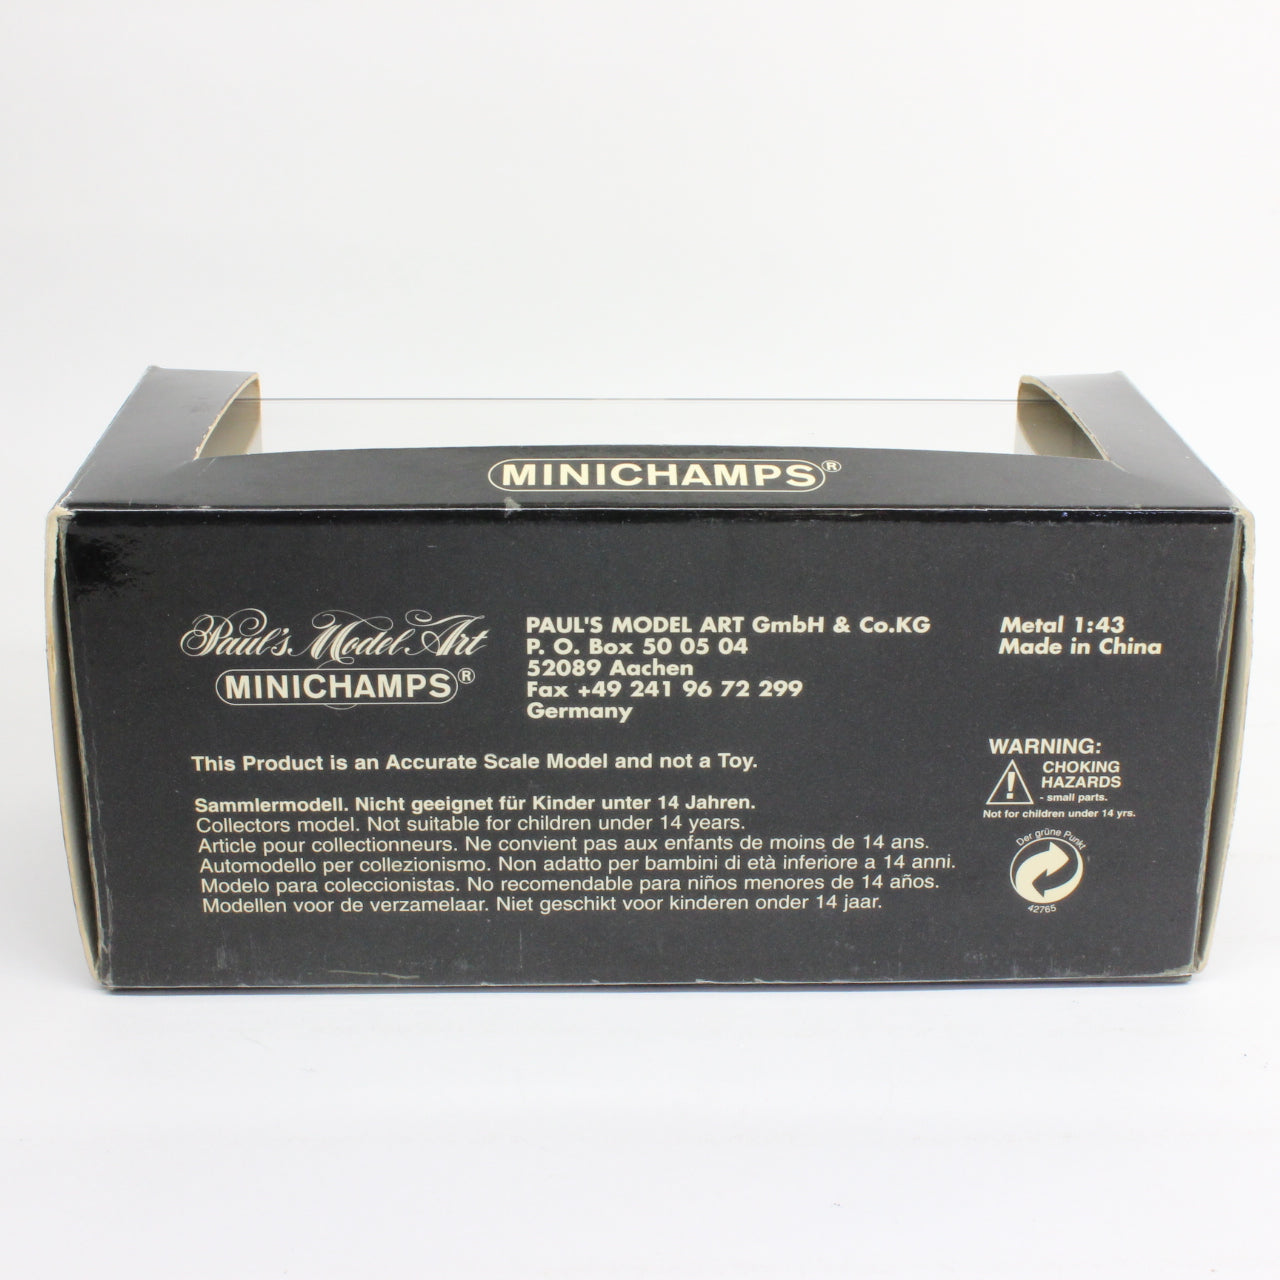 MINICHAMPS®
Paul's Model Art
MINICHAMPS®
PAUL'S MODEL ART GmbH & Co.KG
P. O. Box 50 05 04
52089 Aachen
Fax +49 241 96 72 299
Germany
Metal 1:43
Made in China
This Product is an Accurate Scale Model and not a Toy.
Sammlermodell. Nicht geeignet für Kinder unter 14 Jahren.
Collectors model. Not suitable for children under 14 years.
Article pour collectionneurs. Ne convient pas aux enfants de moins de 14 ans.
Automodello per collezionismo. Non adatto per bambini di età inferiore a 14 anni.
Modelo para coleccionistas. No recomendable para niños menores de 14 años.
Modellen voor de verzamelaar. Niet geschikt voor kinderen onder 14 jaar.
WARNING:
!
CHOKING
HAZARDS
- small parts.
Not for children under 14 yrs.
Der grüne Punkt
42765